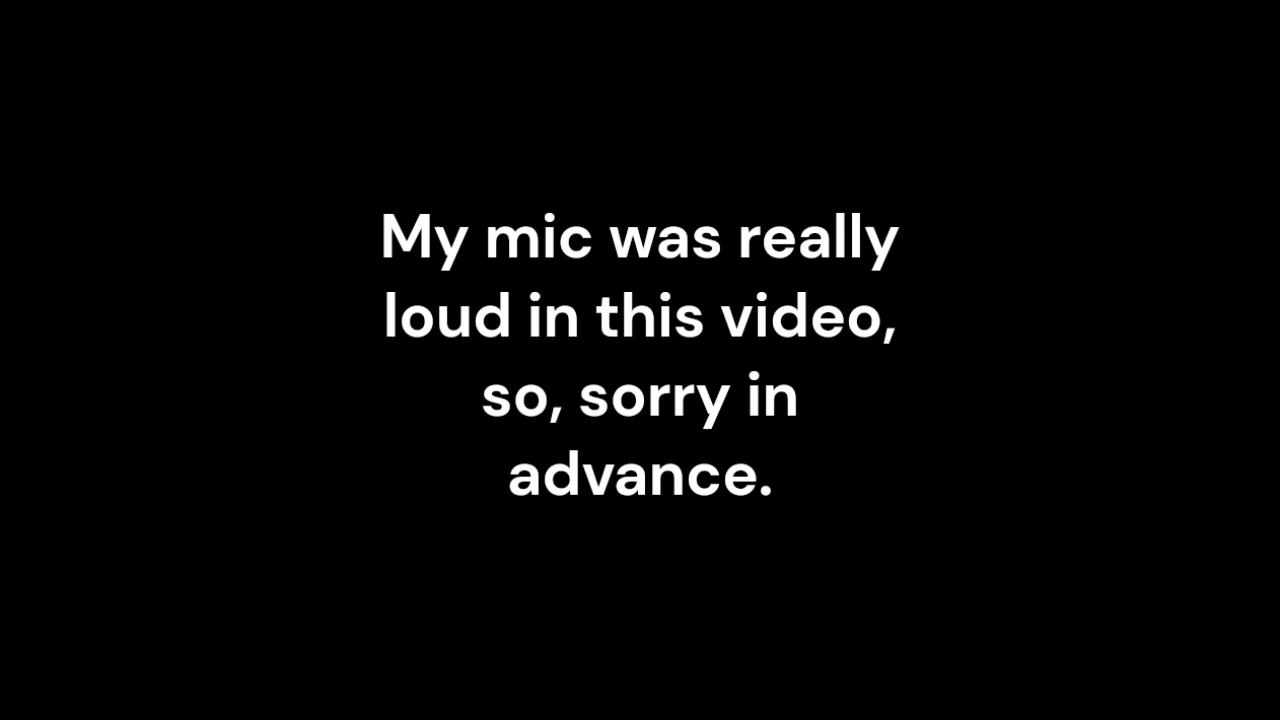 My mic was really
loud in this video,
so, sorry in
advance.